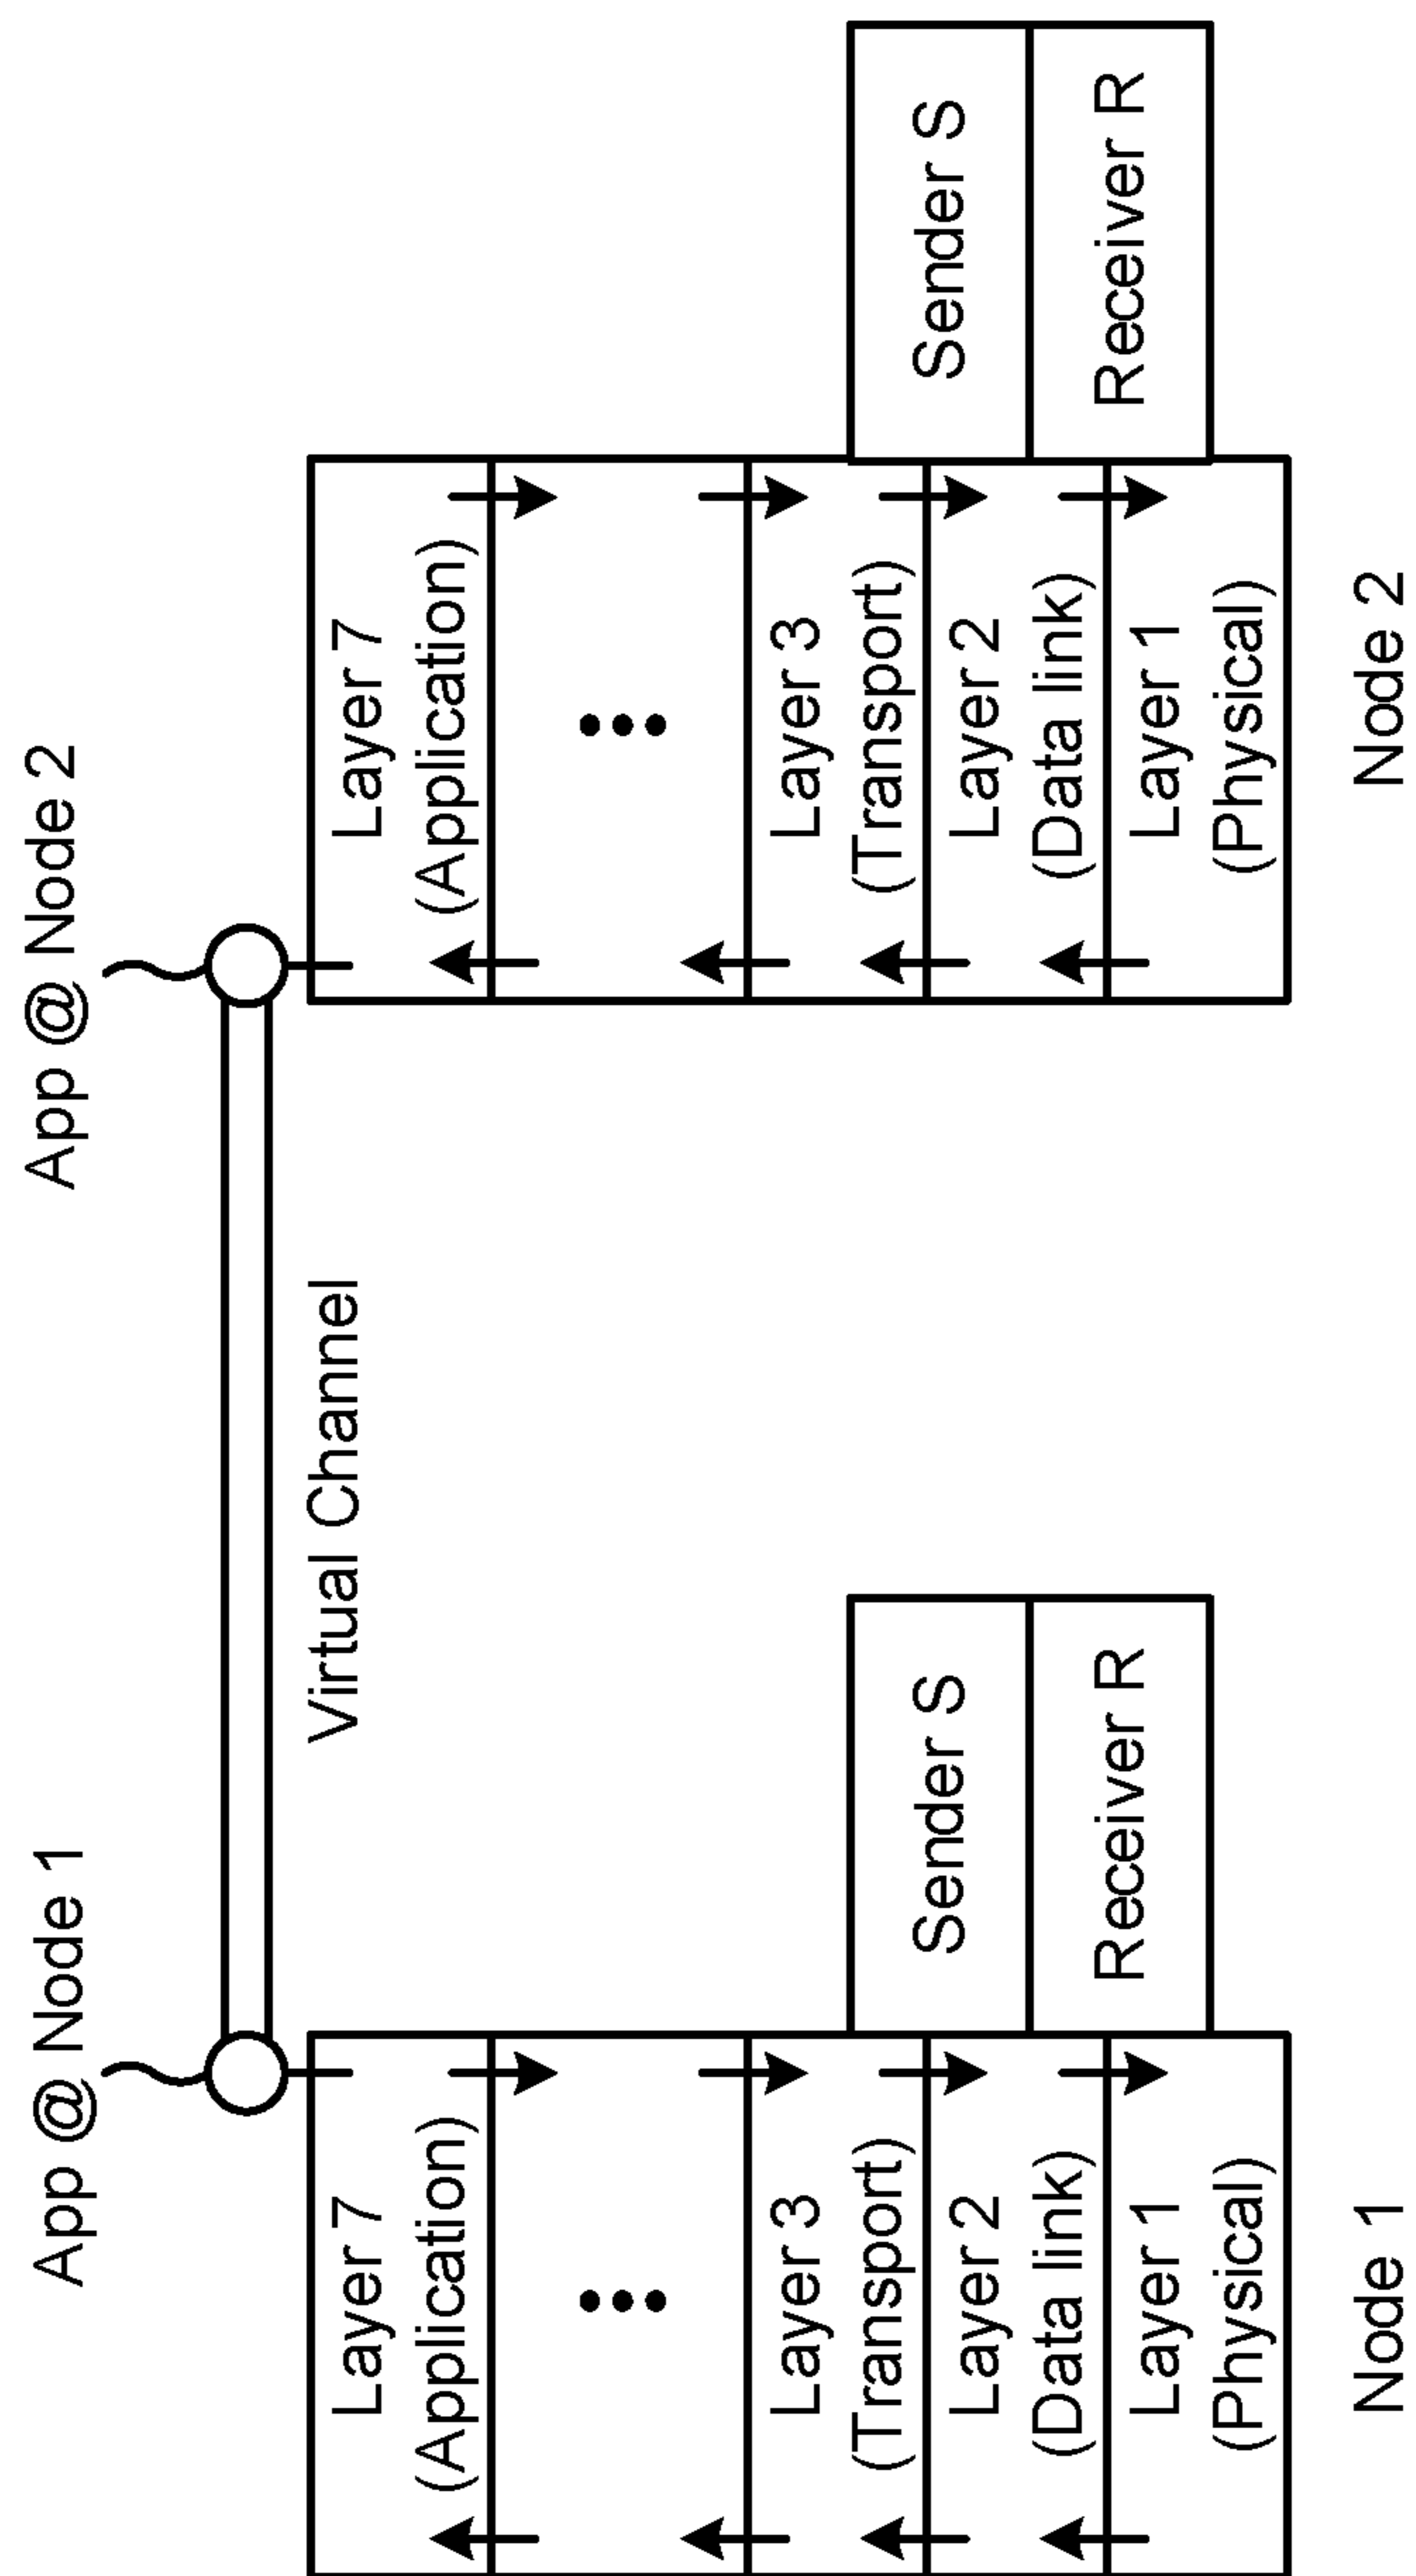 App @ Node 1
App @ Node 2
Virtual Channel
Layer 7
(Application)
Layer 3
(Transport)
Layer 2
(Data link)
Layer 1
(Physical)
Sender S
Receiver R
Node 1
Layer 7
(Application)
Layer 3
(Transport)
Layer 2
(Data link)
Layer 1
(Physical)
Sender S
Receiver R
Node 2